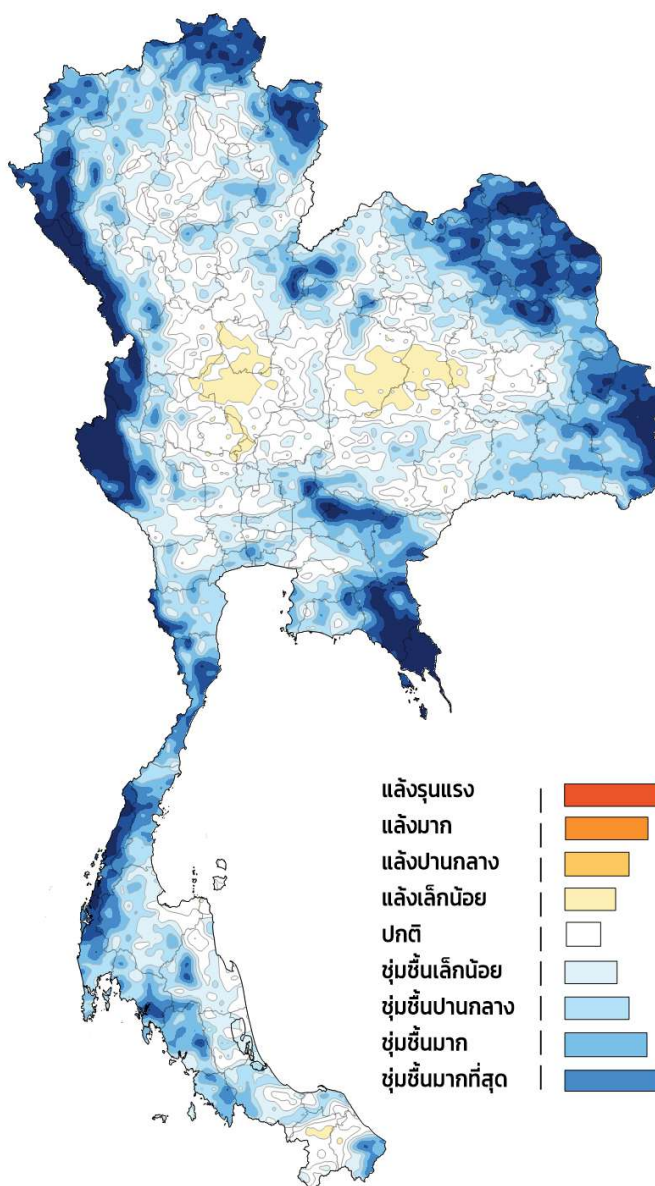 แล้งรุนแรง
แล้งมาก
แล้งปานกลาง
แล้งเล็กน้อย
ปกติ
ชุ่มชื้นเล็กน้อย
ชุ่มชื้นปานกลาง
ชุ่มชื้นมาก
ชุ่มชื้นมากที่สุด